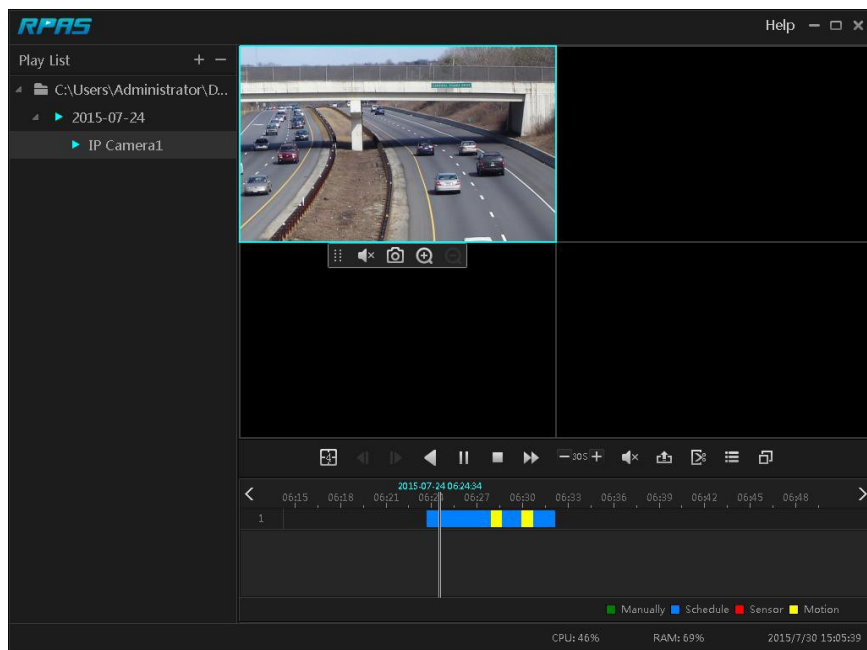 RPAS
Help
Play List + −
C:\Users\Administrator\D...
2015-07-24
IP Camera1
30S
2015-07-24 06:24:34
06:15 06:18 06:21 06:24 06:27 06:30 06:33 06:36 06:39 06:42 06:45 06:48
1
Manually Schedule Sensor Motion
CPU: 46% RAM: 69% 2015/7/30 15:05:39